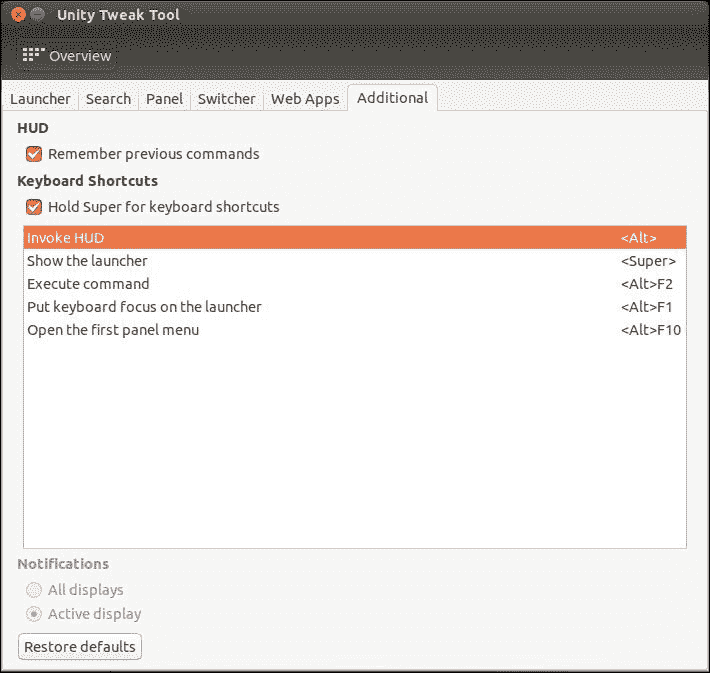 Unity Tweak Tool
Overview
Launcher Search Panel Switcher Web Apps Additional
HUD
Remember previous commands
Keyboard Shortcuts
Hold Super for keyboard shortcuts
Invoke HUD <Alt>
Show the launcher <Super>
Execute command <Alt>F2
Put keyboard focus on the launcher <Alt>F1
Open the first panel menu <Alt>F10
Notifications
All displays
Active display
Restore defaults